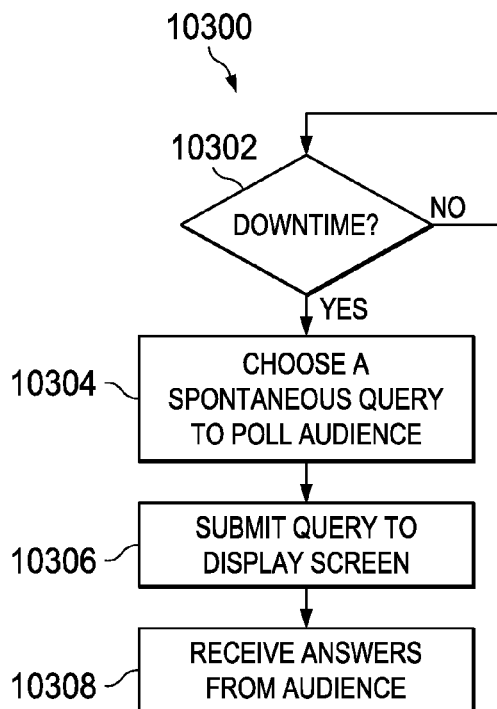 10300
10302
DOWNTIME?
NO
YES
10304
CHOOSE A
SPONTANEOUS QUERY
TO POLL AUDIENCE
10306
SUBMIT QUERY TO
DISPLAY SCREEN
10308
RECEIVE ANSWERS
FROM AUDIENCE